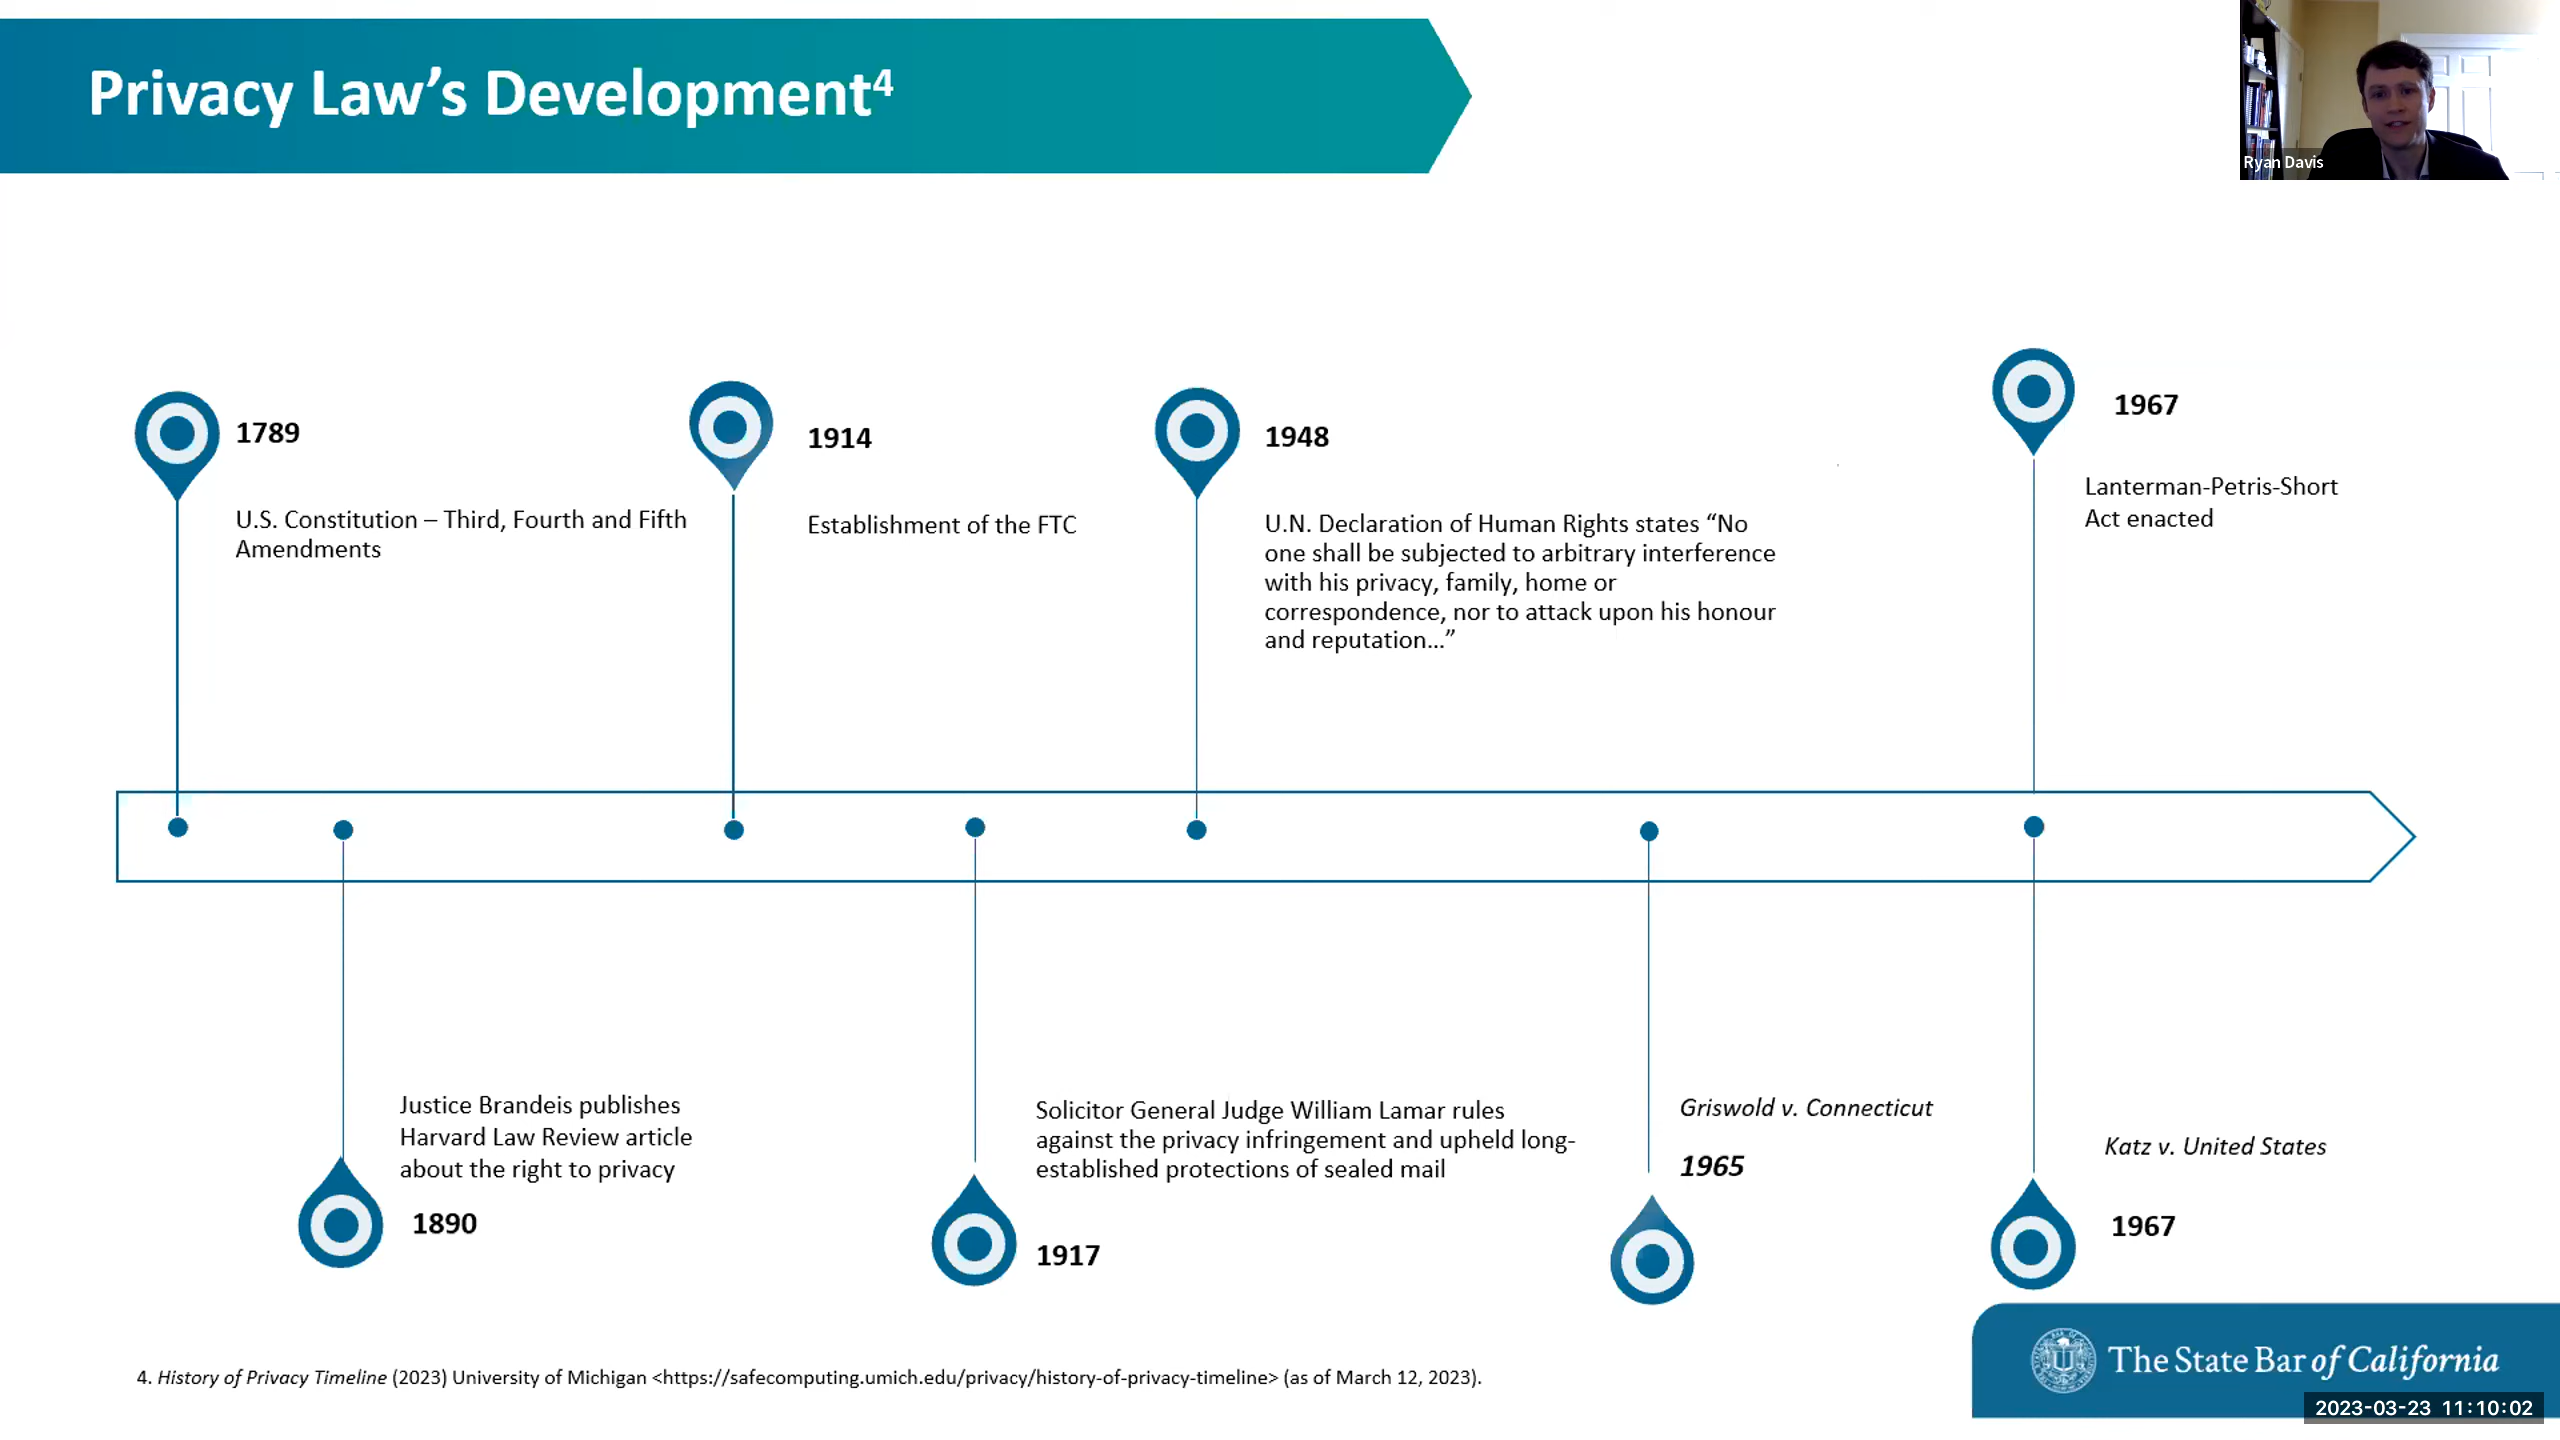 Privacy Law’s Development4
Ryan Davis
1789
U.S. Constitution – Third, Fourth and Fifth
Amendments
1914
Establishment of the FTC
1948
U.N. Declaration of Human Rights states “No
one shall be subjected to arbitrary interference
with his privacy, family, home or
correspondence, nor to attack upon his honour
and reputation…”
1967
Lanterman-Petris-Short
Act enacted
Justice Brandeis publishes
Harvard Law Review article
about the right to privacy
1890
Solicitor General Judge William Lamar rules
against the privacy infringement and upheld long-
established protections of sealed mail
1917
Griswold v. Connecticut
1965
Katz v. United States
1967
4. History of Privacy Timeline (2023) University of Michigan <https://safecomputing.umich.edu/privacy/history-of-privacy-timeline> (as of March 12, 2023).
The State Bar of California
2023-03-23 11:10:02